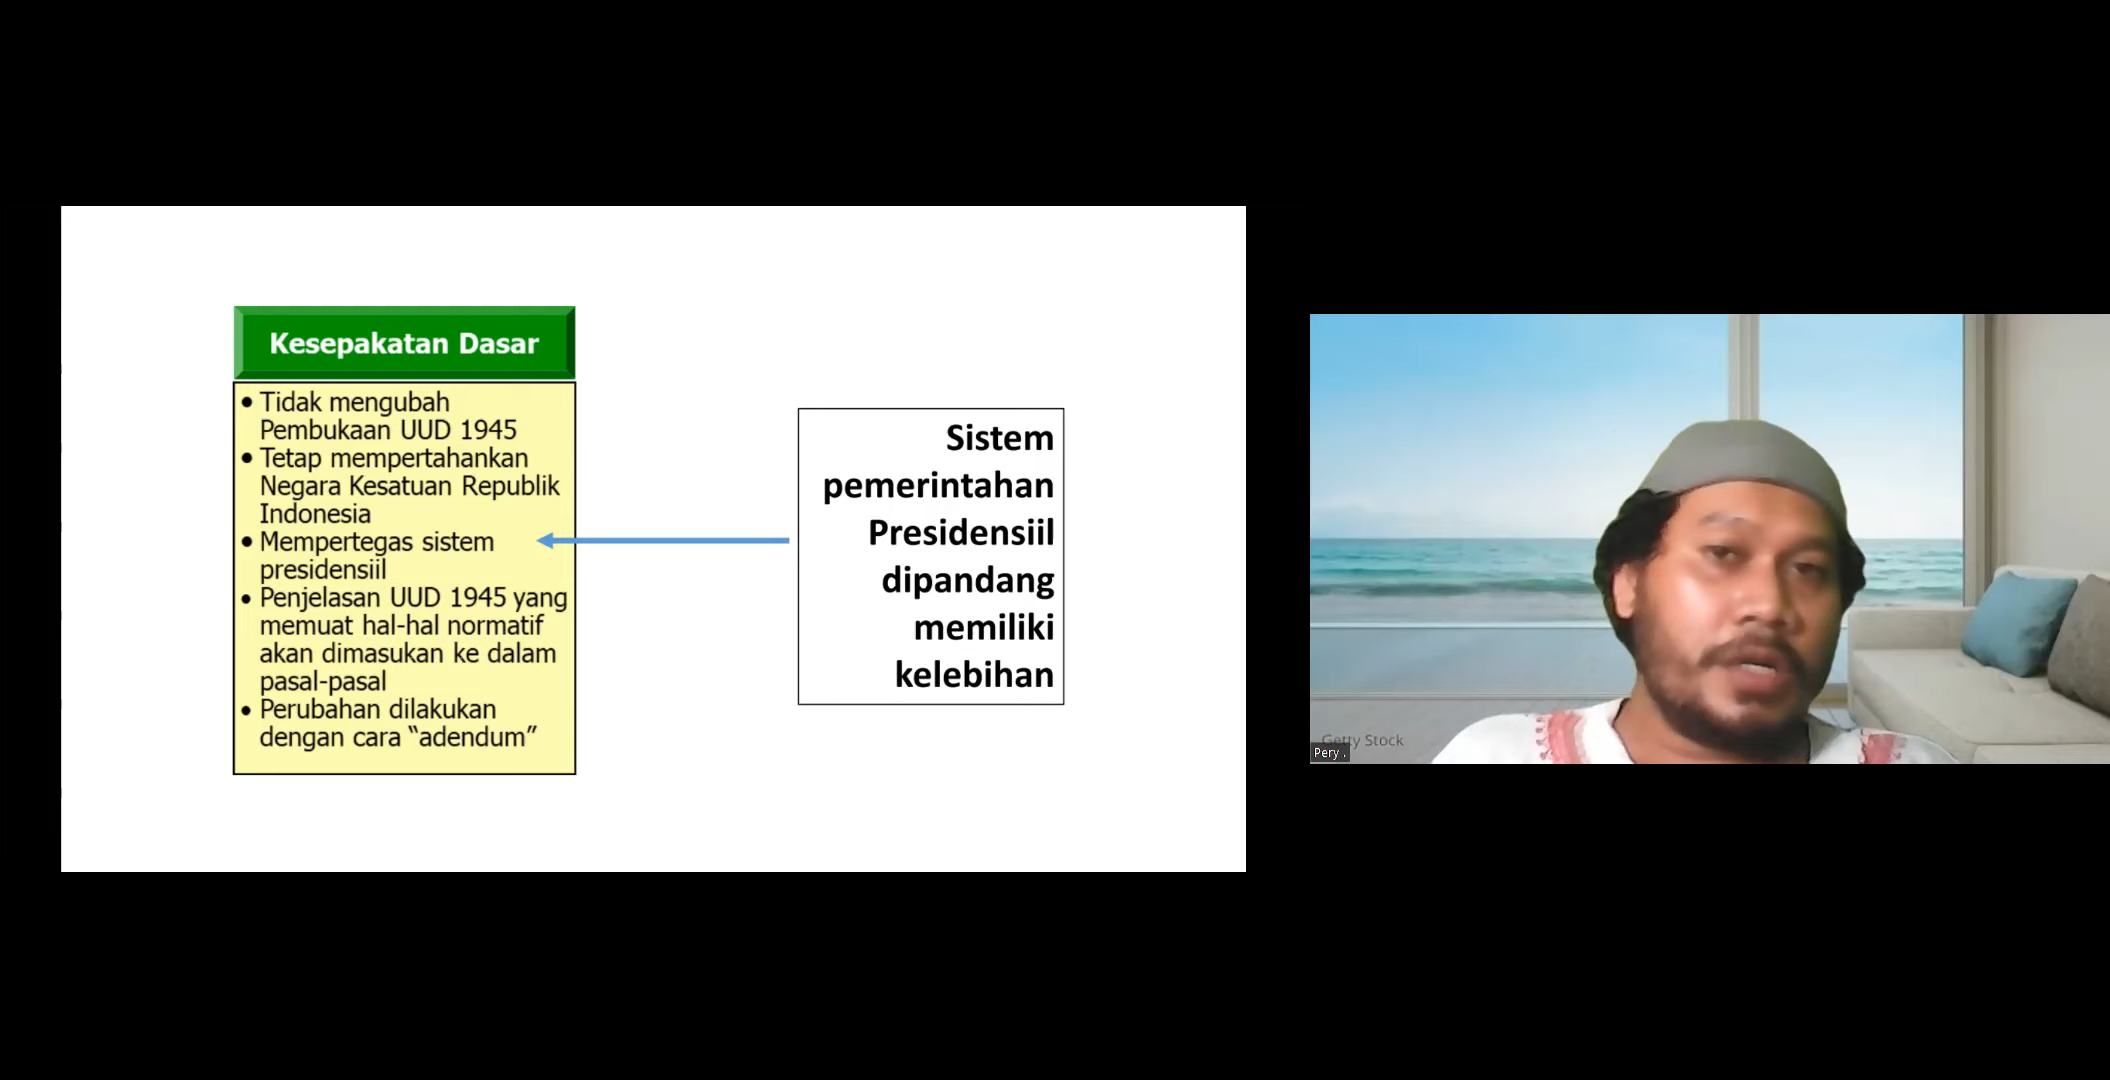 Kesepakatan Dasar
• Tidak mengubah
Pembukaan UUD 1945
• Tetap mempertahankan
Negara Kesatuan Republik
Indonesia
• Mempertegas sistem
presidensiil
• Penjelasan UUD 1945 yang
memuat hal-hal normatif
akan dimasukan ke dalam
pasal-pasal
• Perubahan dilakukan
dengan cara “adendum”
Sistem
pemerintahan
Presidensiil
dipandang
memiliki
kelebihan
Getty Stock
Pery .